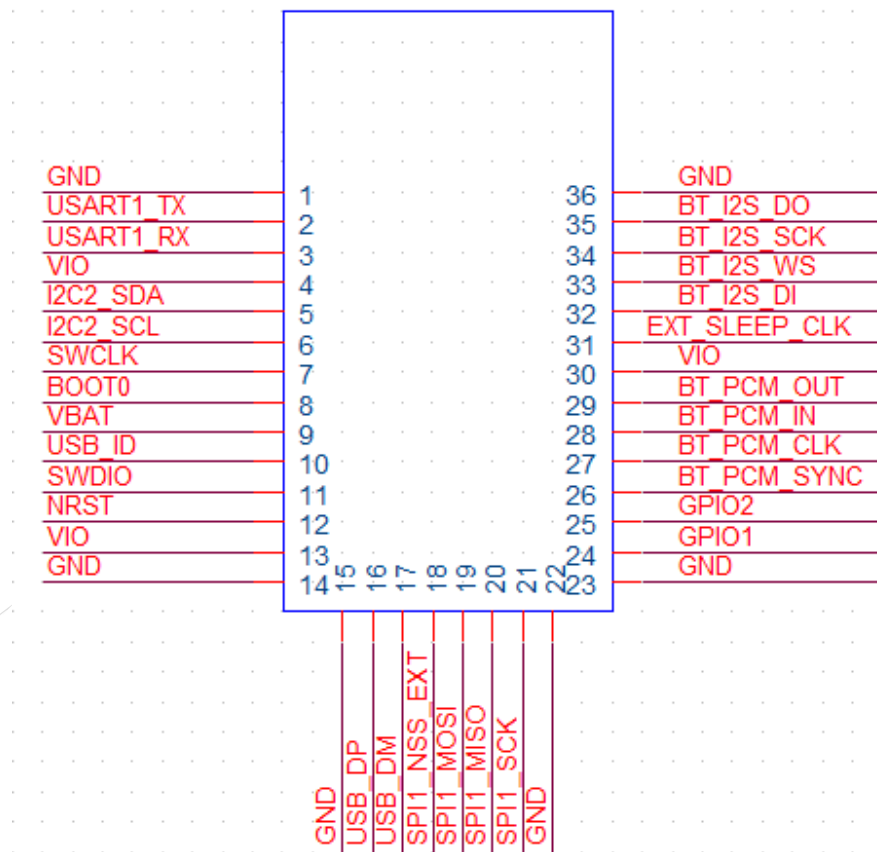 GND
1
USART1_TX
2
USART1_RX
3
VIO
4
I2C2_SDA
5
I2C2_SCL
6
SWCLK
7
BOOT0
8
VBAT
9
USB_ID
10
SWDIO
11
NRST
12
VIO
13
GND
14
15
GND
16
USB_DP
17
USB_DM
18
SPI1_NSS_EXT
19
SPI1_MOSI
20
SPI1_MISO
21
SPI1_SCK
22
GND
36
GND
35
BT_I2S_DO
34
BT_I2S_SCK
33
BT_I2S_WS
32
BT_I2S_DI
31
EXT_SLEEP_CLK
30
VIO
29
BT_PCM_OUT
28
BT_PCM_IN
27
BT_PCM_CLK
26
BT_PCM_SYNC
25
GPIO2
24
GPIO1
23
GND